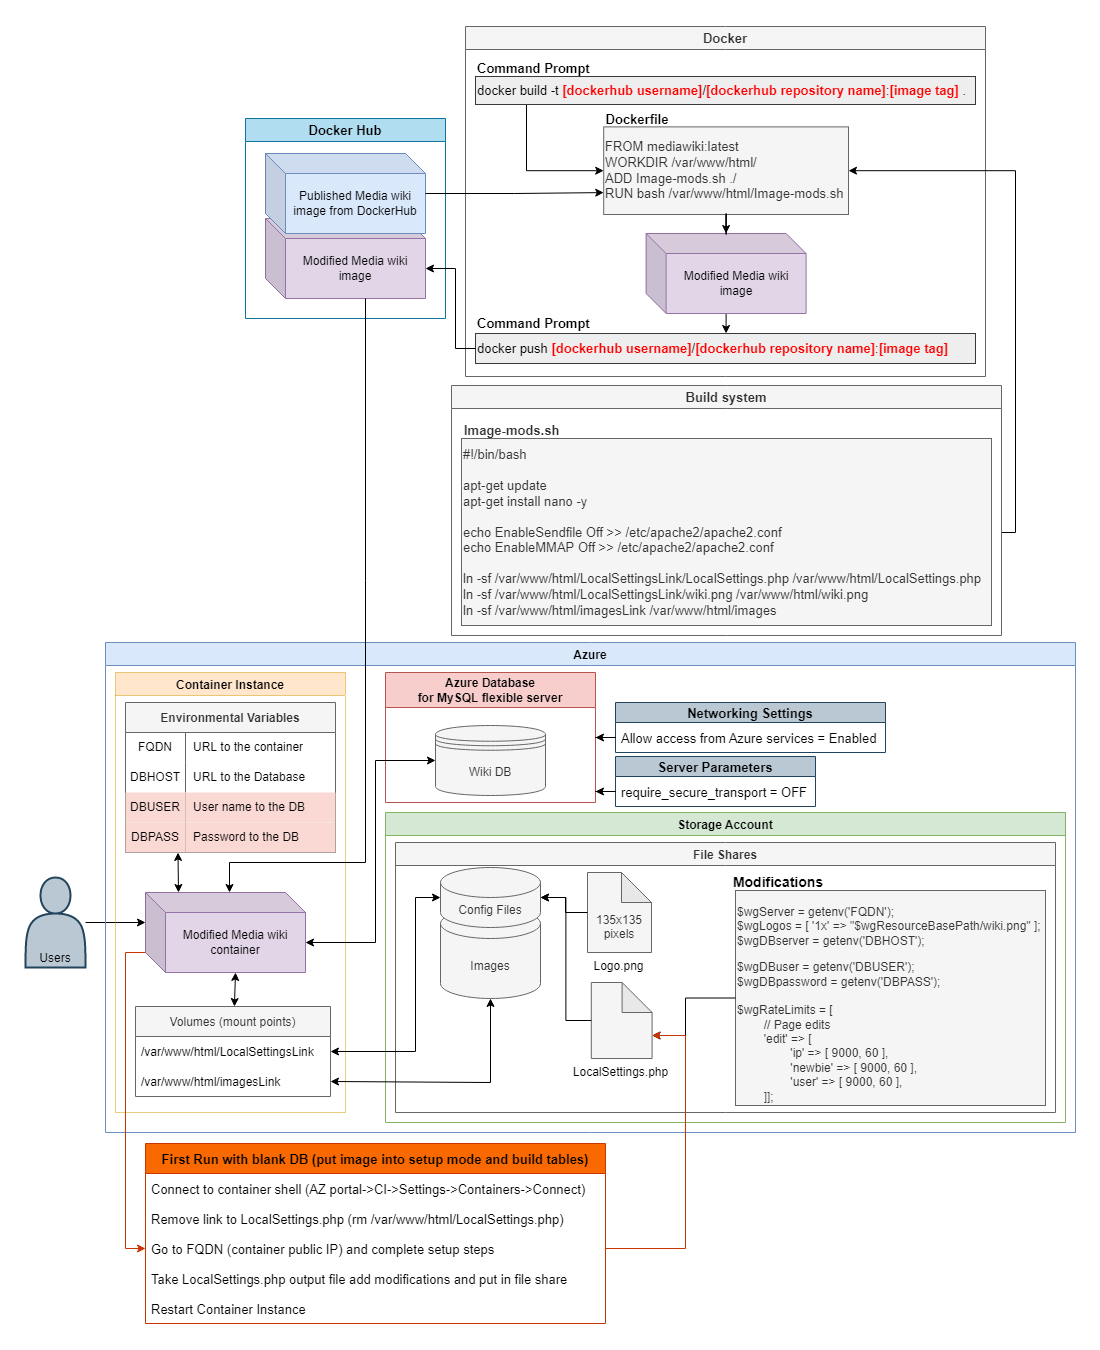 Docker
Command Prompt
docker build -t [dockerhub username]/[dockerhub repository name]:[image tag] .
Dockerfile
FROM mediawiki:latest
WORKDIR /var/www/html/
ADD Image-mods.sh ./
RUN bash /var/www/html/Image-mods.sh
Docker Hub
Published Media wiki
image from DockerHub
Modified Media wiki
image
Modified Media wiki
image
Command Prompt
docker push [dockerhub username]/[dockerhub repository name]:[image tag]
Build system
Image-mods.sh
#!/bin/bash
apt-get update
apt-get install nano -y
echo EnableSendfile Off >> /etc/apache2/apache2.conf
echo EnableMMAP Off >> /etc/apache2/apache2.conf
ln -sf /var/www/html/LocalSettingsLink/LocalSettings.php /var/www/html/LocalSettings.php
ln -sf /var/www/html/LocalSettingsLink/wiki.png /var/www/html/wiki.png
ln -sf /var/www/html/imagesLink /var/www/html/images
Azure
Container Instance
Environmental Variables
FQDN URL to the container
DBHOST URL to the Database
DBUSER User name to the DB
DBPASS Password to the DB
Azure Database
for MySQL flexible server
Wiki DB
Networking Settings
Allow access from Azure services = Enabled
Server Parameters
require_secure_transport = OFF
Users
Modified Media wiki
container
Volumes (mount points)
/var/www/html/LocalSettingsLink
/var/www/html/imagesLink
Storage Account
File Shares
Config Files
Images
135x135
pixels
Logo.png
LocalSettings.php
Modifications
$wgServer = getenv('FQDN');
$wgLogos = [ '1x' => "$wgResourceBasePath/wiki.png" ];
$wgDBserver = getenv('DBHOST');
$wgDBuser = getenv('DBUSER');
$wgDBpassword = getenv('DBPASS');
$wgRateLimits = [
// Page edits
'edit' => [
'ip' => [ 9000, 60 ],
'newbie' => [ 9000, 60 ],
'user' => [ 9000, 60 ],
]];
First Run with blank DB (put image into setup mode and build tables)
Connect to container shell (AZ portal->CI->Settings->Containers->Connect)
Remove link to LocalSettings.php (rm /var/www/html/LocalSettings.php)
Go to FQDN (container public IP) and complete setup steps
Take LocalSettings.php output file add modifications and put in file share
Restart Container Instance